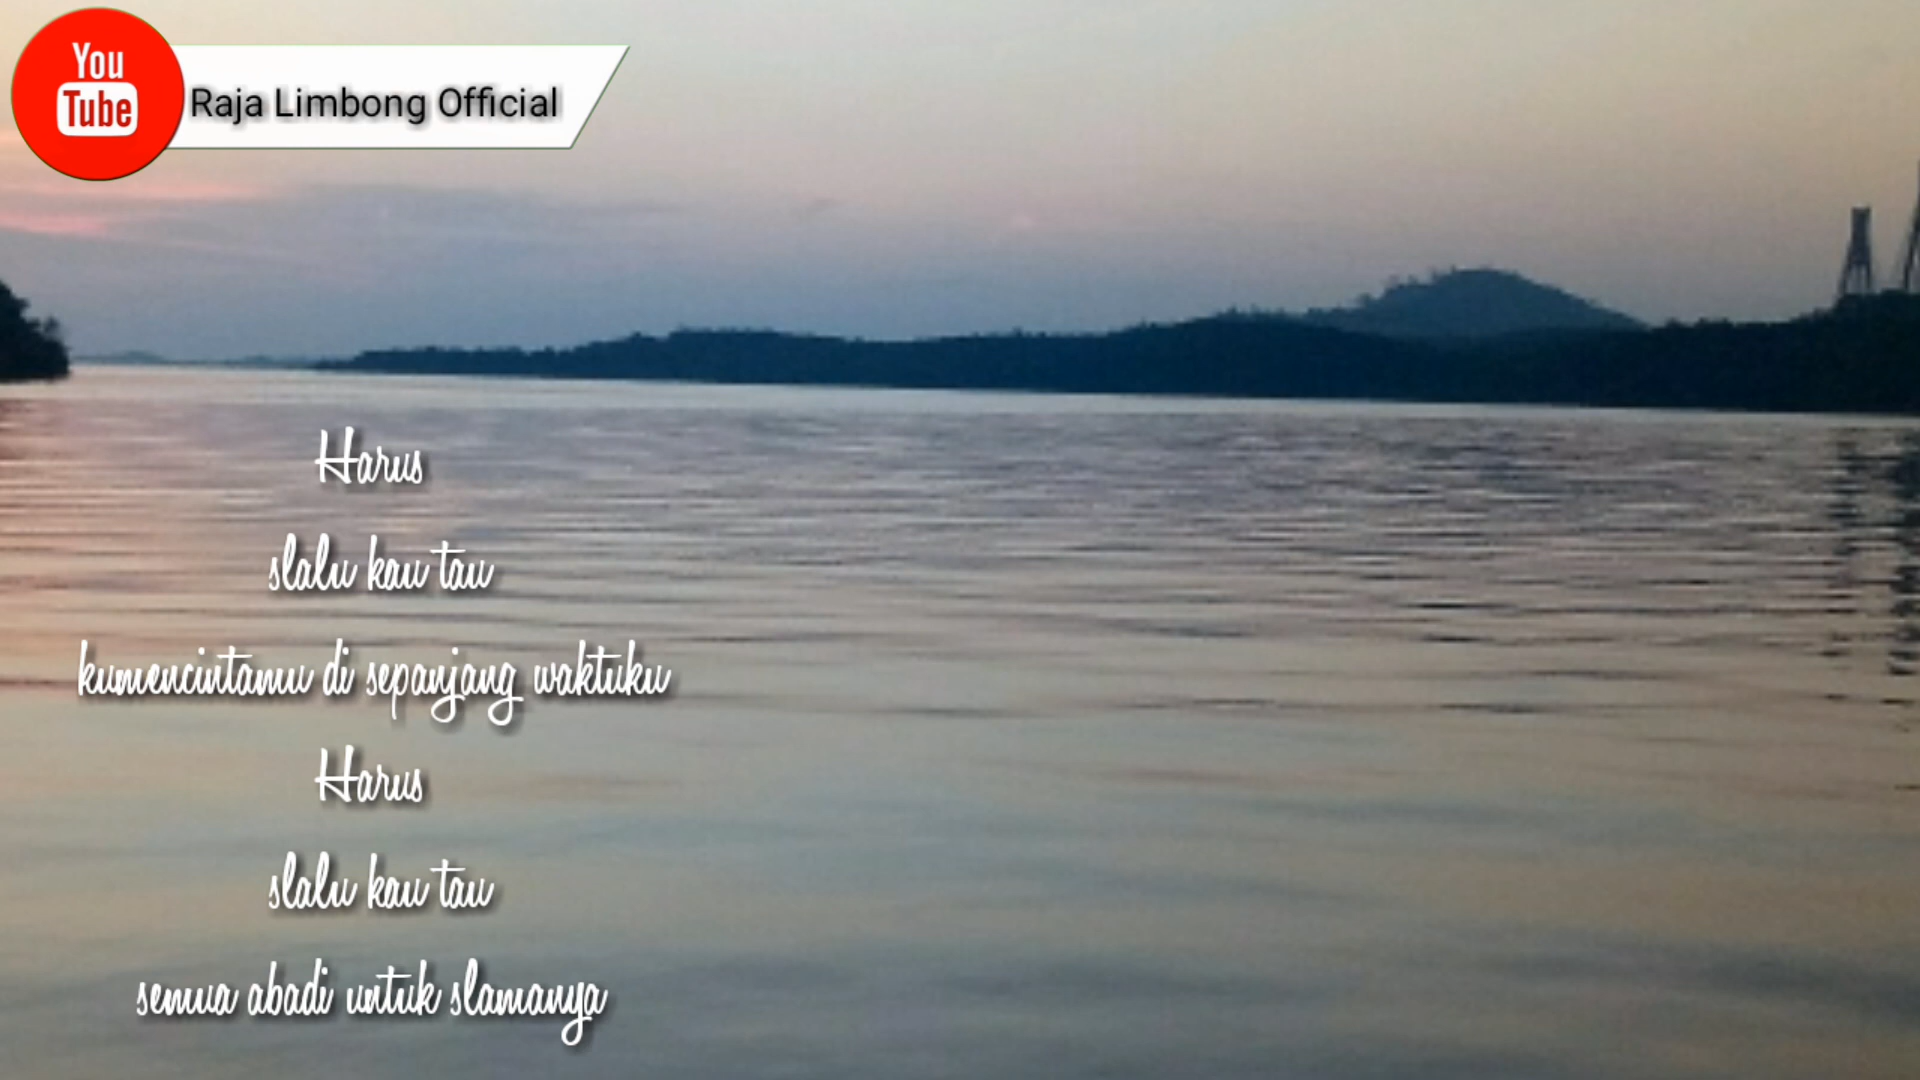 You
Tube
Raja Limbong Official
Harus
slalu kau tau
kumencintamu di sepanjang waktuku
Harus
slalu kau tau
semua abadi untuk slamanya